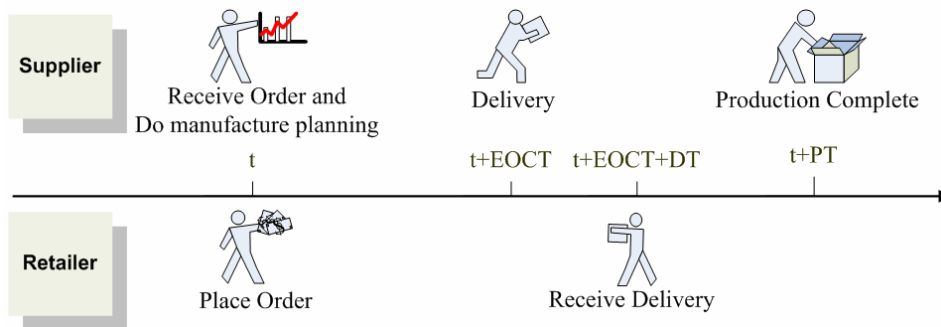 Supplier
Receive Order and
Do manufacture planning
Delivery
Production Complete
t
t+EOCT
t+EOCT+DT
t+PT
Retailer
Place Order
Receive Delivery